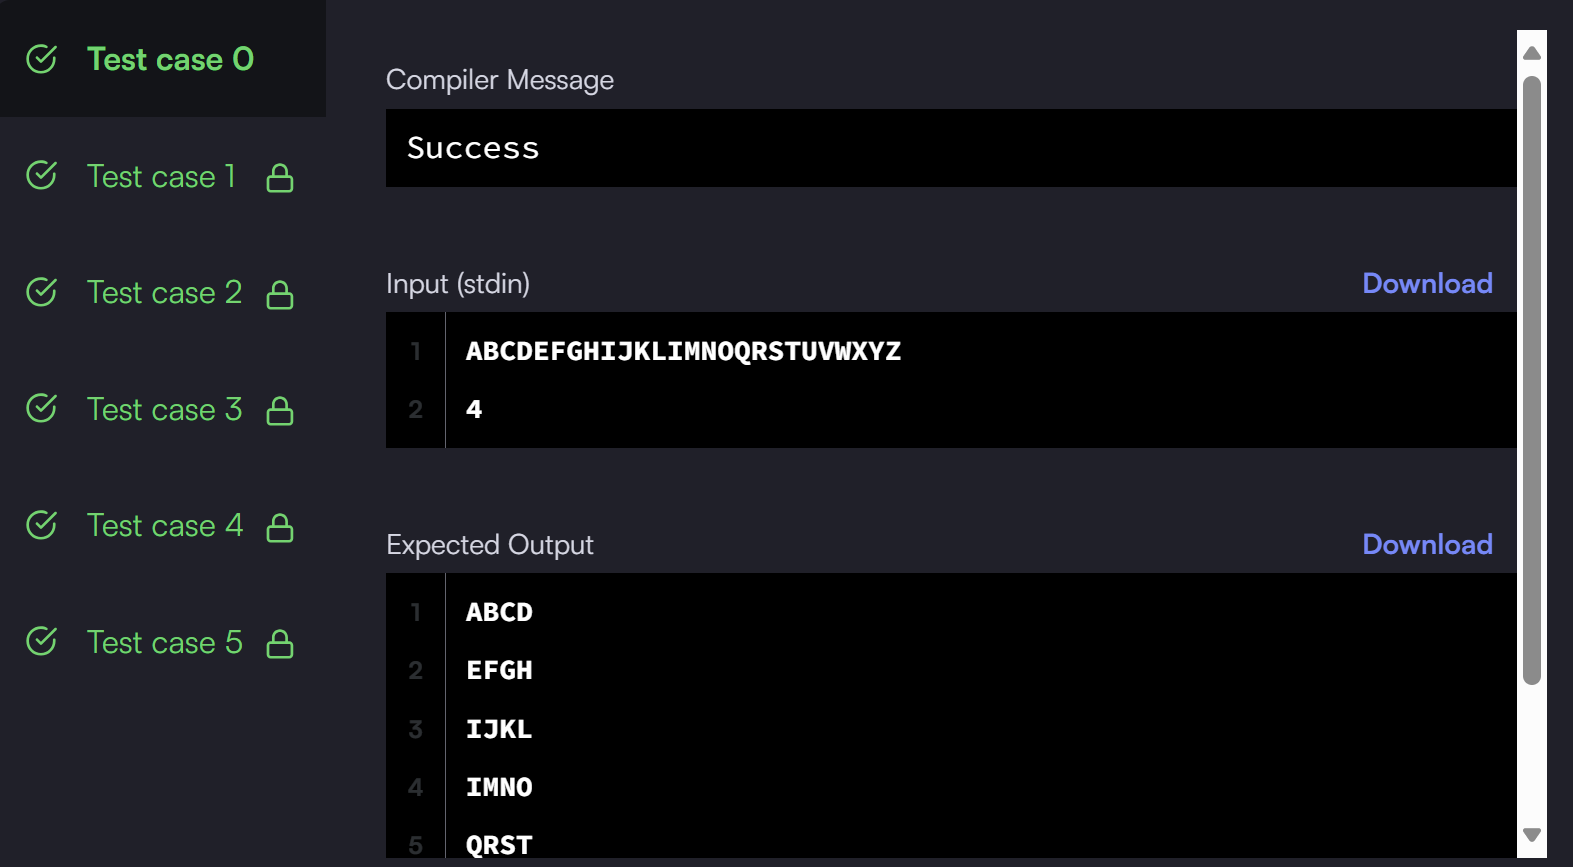 Test case 0
Test case 1
Test case 2
Test case 3
Test case 4
Test case 5
Compiler Message
Success
Input (stdin)
Download
1 ABCDEFGHIJKLIMNOQRSTUVWXYZ
2 4
Expected Output
Download
1 ABCD
2 EFGH
3 IJKL
4 IMNO
5 QRST